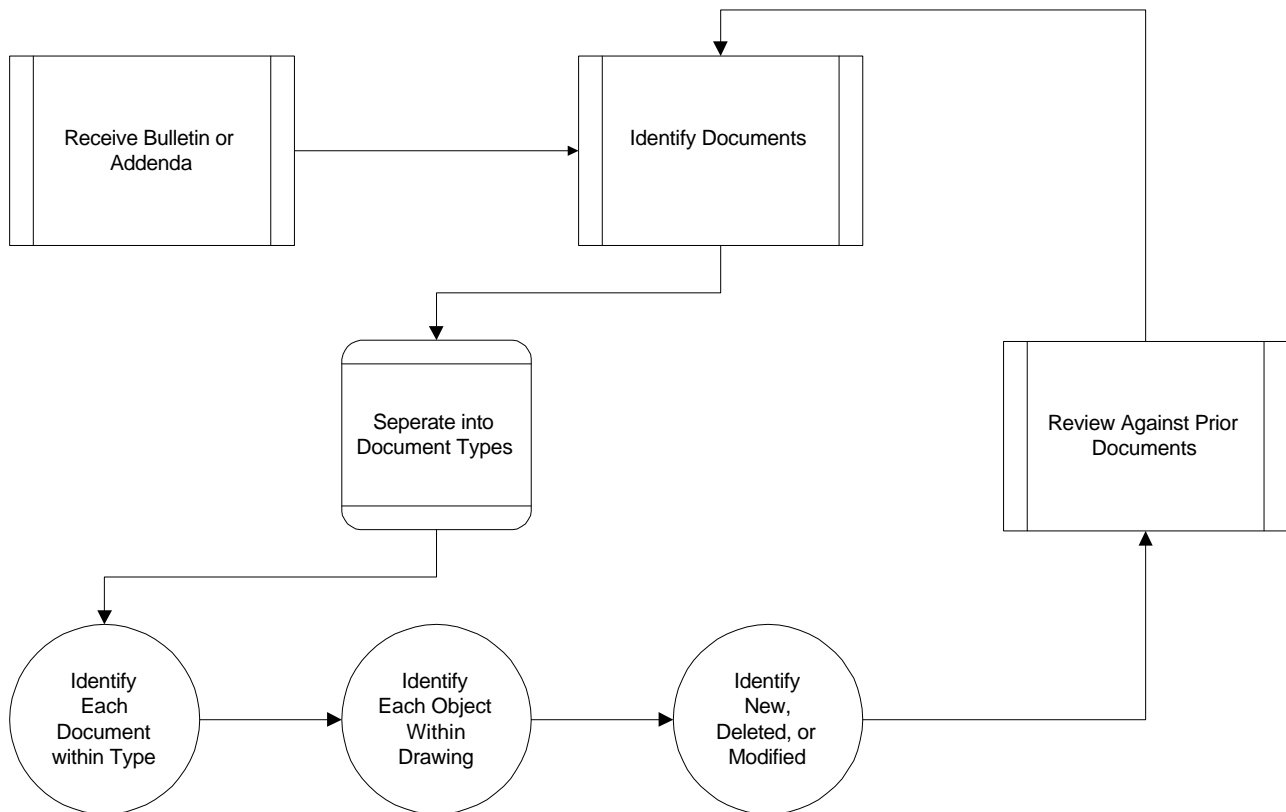 Receive Bulletin or
Addenda
Identify Documents
Seperate into
Document Types
Review Against Prior
Documents
Identify
Each
Document
within Type
Identify
Each Object
Within
Drawing
Identify
New,
Deleted, or
Modified